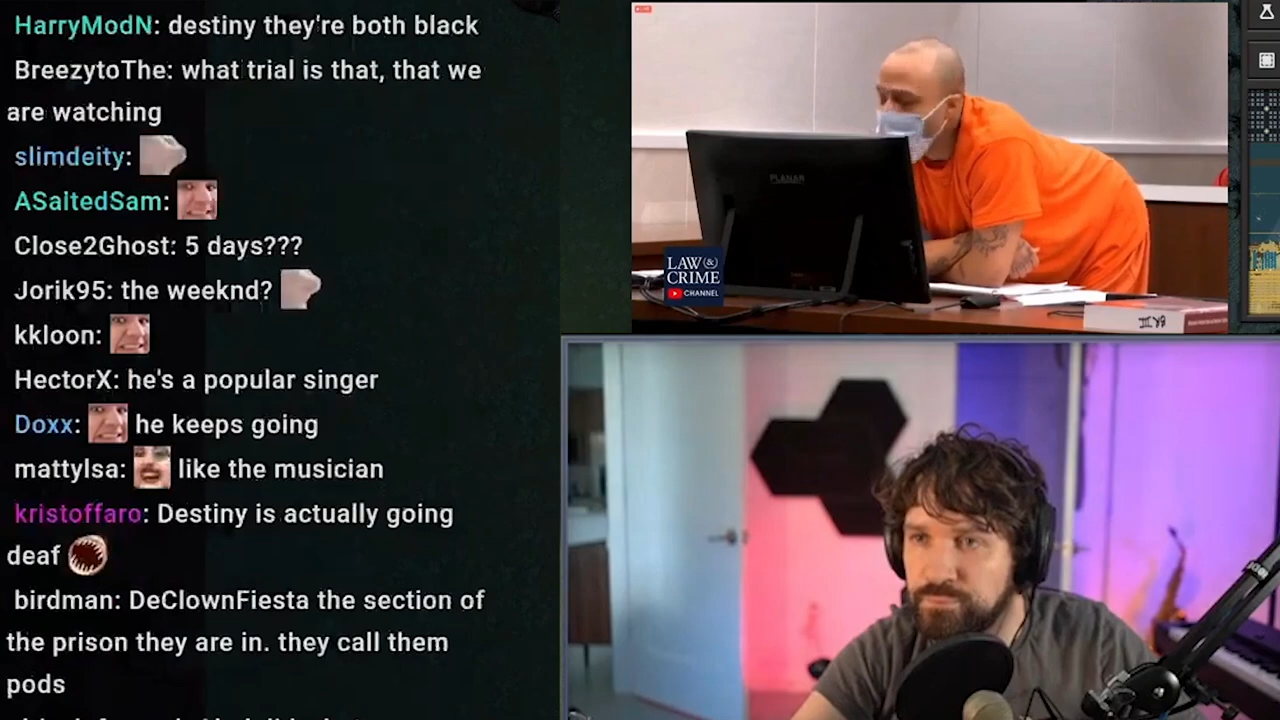 HarryModN: destiny they're both black
BreezytoThe: what trial is that, that we
are watching
slimdeity:
ASaltedSam:
Close2Ghost: 5 days???
Jorik95: the weeknd?
kkloon:
HectorX: he's a popular singer
Doxx: he keeps going
mattylsa: like the musician
kristoffaro: Destiny is actually going
deaf
birdman: DeClownFiesta the section of
the prison they are in. they call them
pods
PLANAR
LAW &
CRIME
CHANNEL